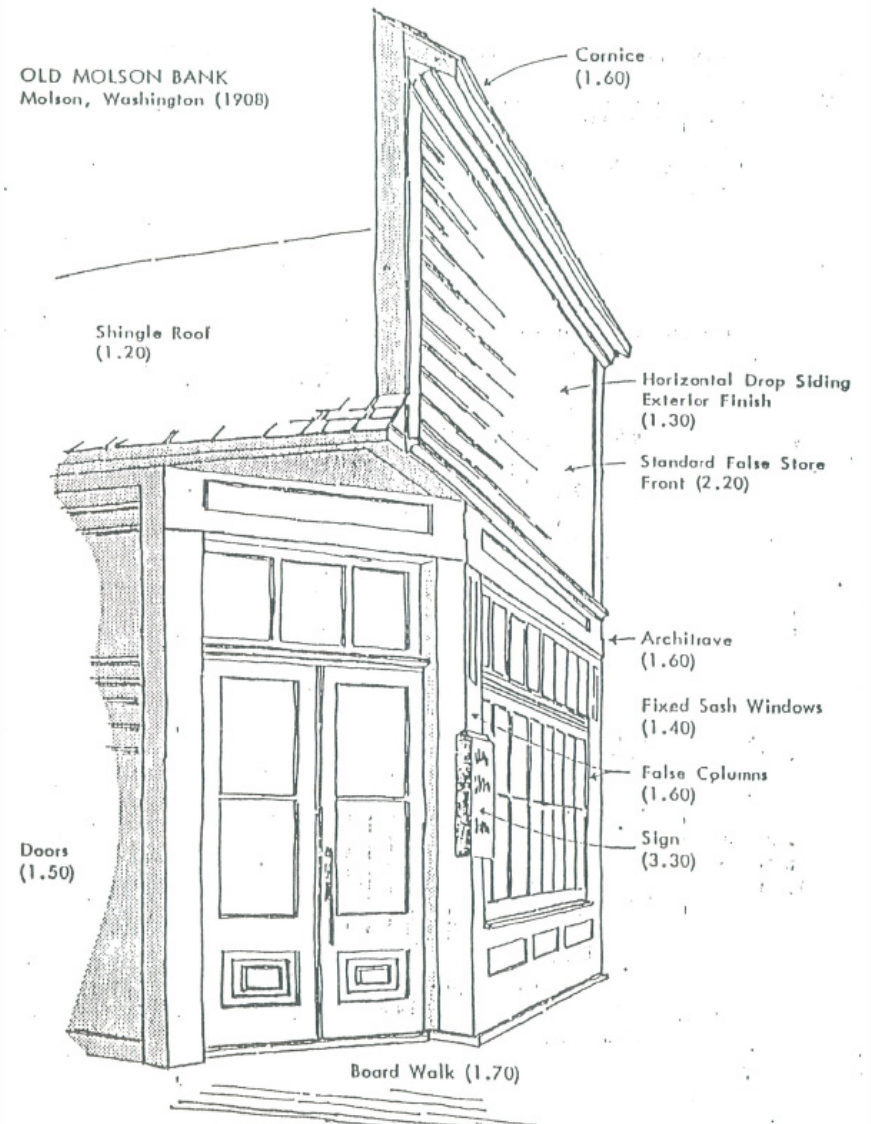 OLD MOLSON BANK
Molson, Washington (1908)
Cornice
(1.60)
Shingle Roof
(1.20)
Horizontal Drop Siding
Exterior Finish
(1.30)
Standard False Store
Front (2.20)
Architrave
(1.60)
Fixed Sash Windows
(1.40)
False Columns
(1.60)
Sign
(3.30)
Doors
(1.50)
Board Walk (1.70)